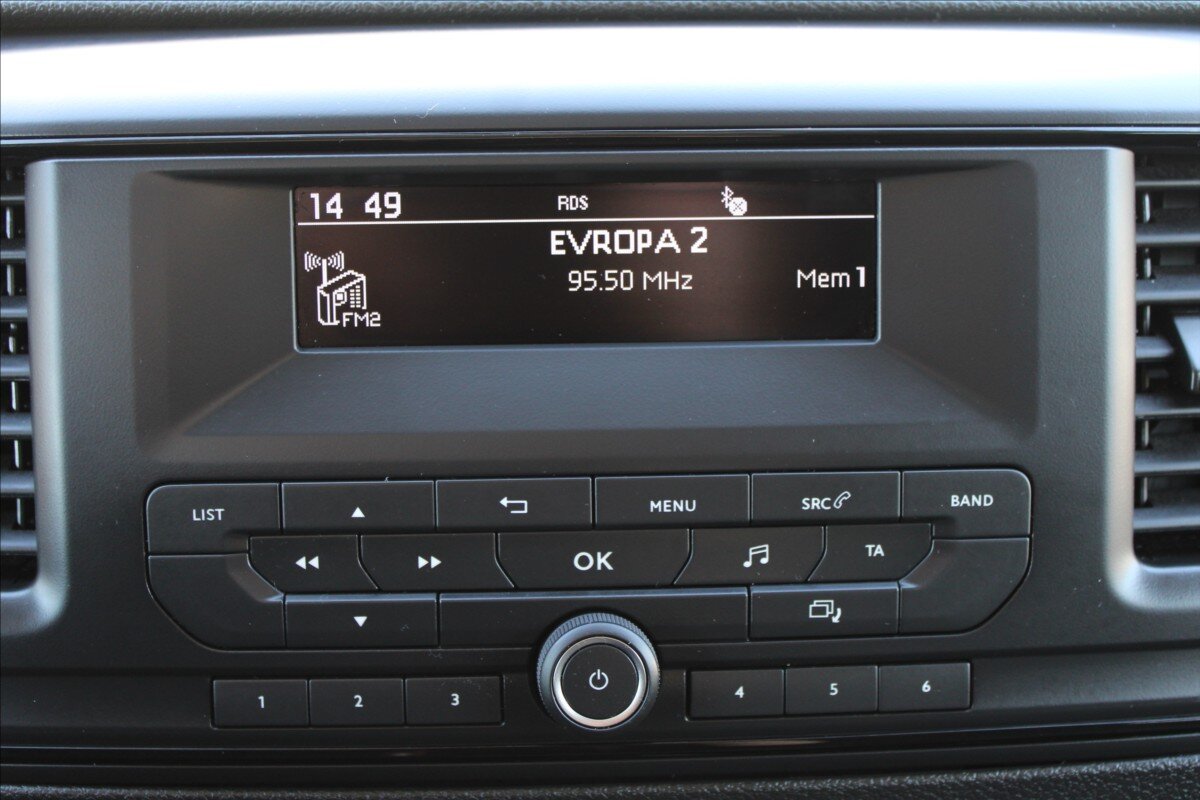 14 49 RDS
EVROPA 2
95.50 MHz Mem 1
FM2
LIST MENU SRC BAND
OK TA
1 2 3 4 5 6